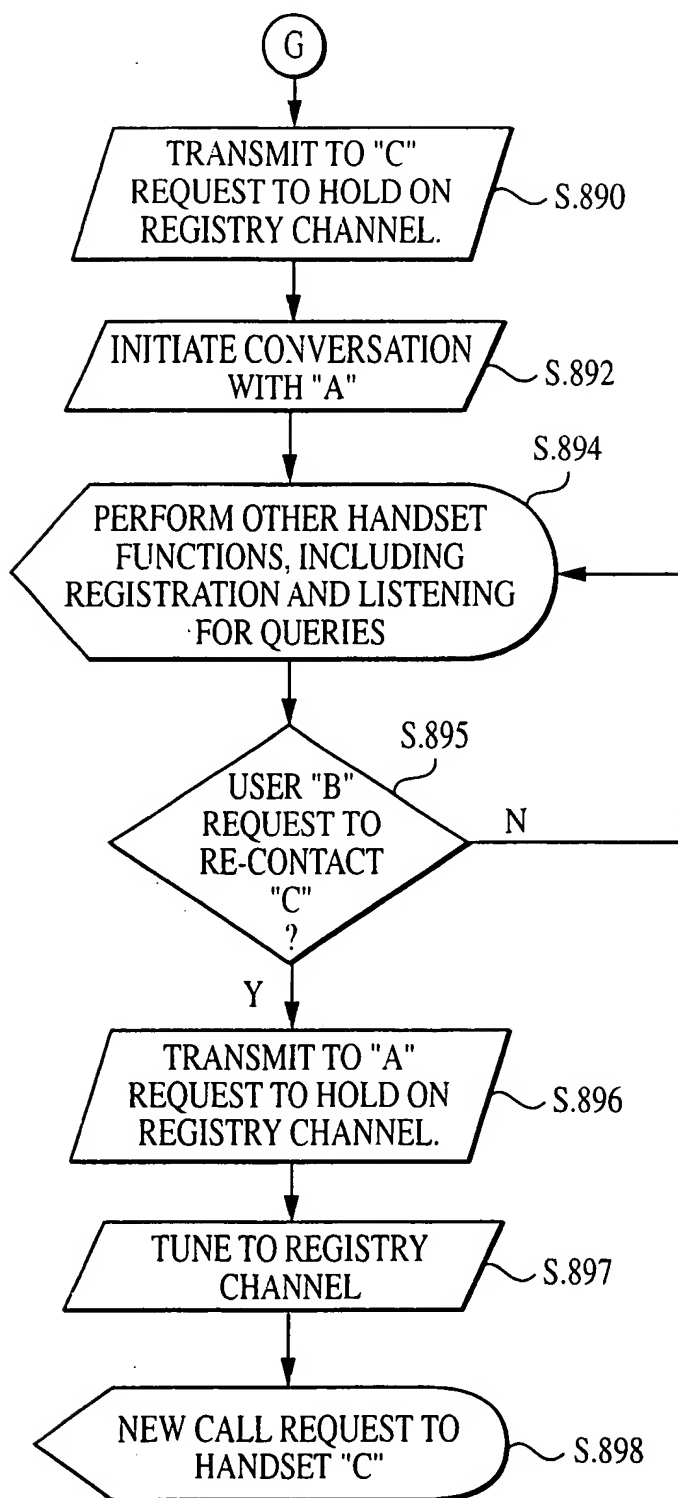 G
TRANSMIT TO "C"
REQUEST TO HOLD ON
REGISTRY CHANNEL.
S.890
INITIATE CONVERSATION
WITH "A"
S.892
S.894
PERFORM OTHER HANDSET
FUNCTIONS, INCLUDING
REGISTRATION AND LISTENING
FOR QUERIES
S.895
USER "B"
REQUEST TO
RE-CONTACT
"C"
?
N
Y
TRANSMIT TO "A"
REQUEST TO HOLD ON
REGISTRY CHANNEL.
S.896
TUNE TO REGISTRY
CHANNEL
S.897
NEW CALL REQUEST TO
HANDSET "C"
S.898